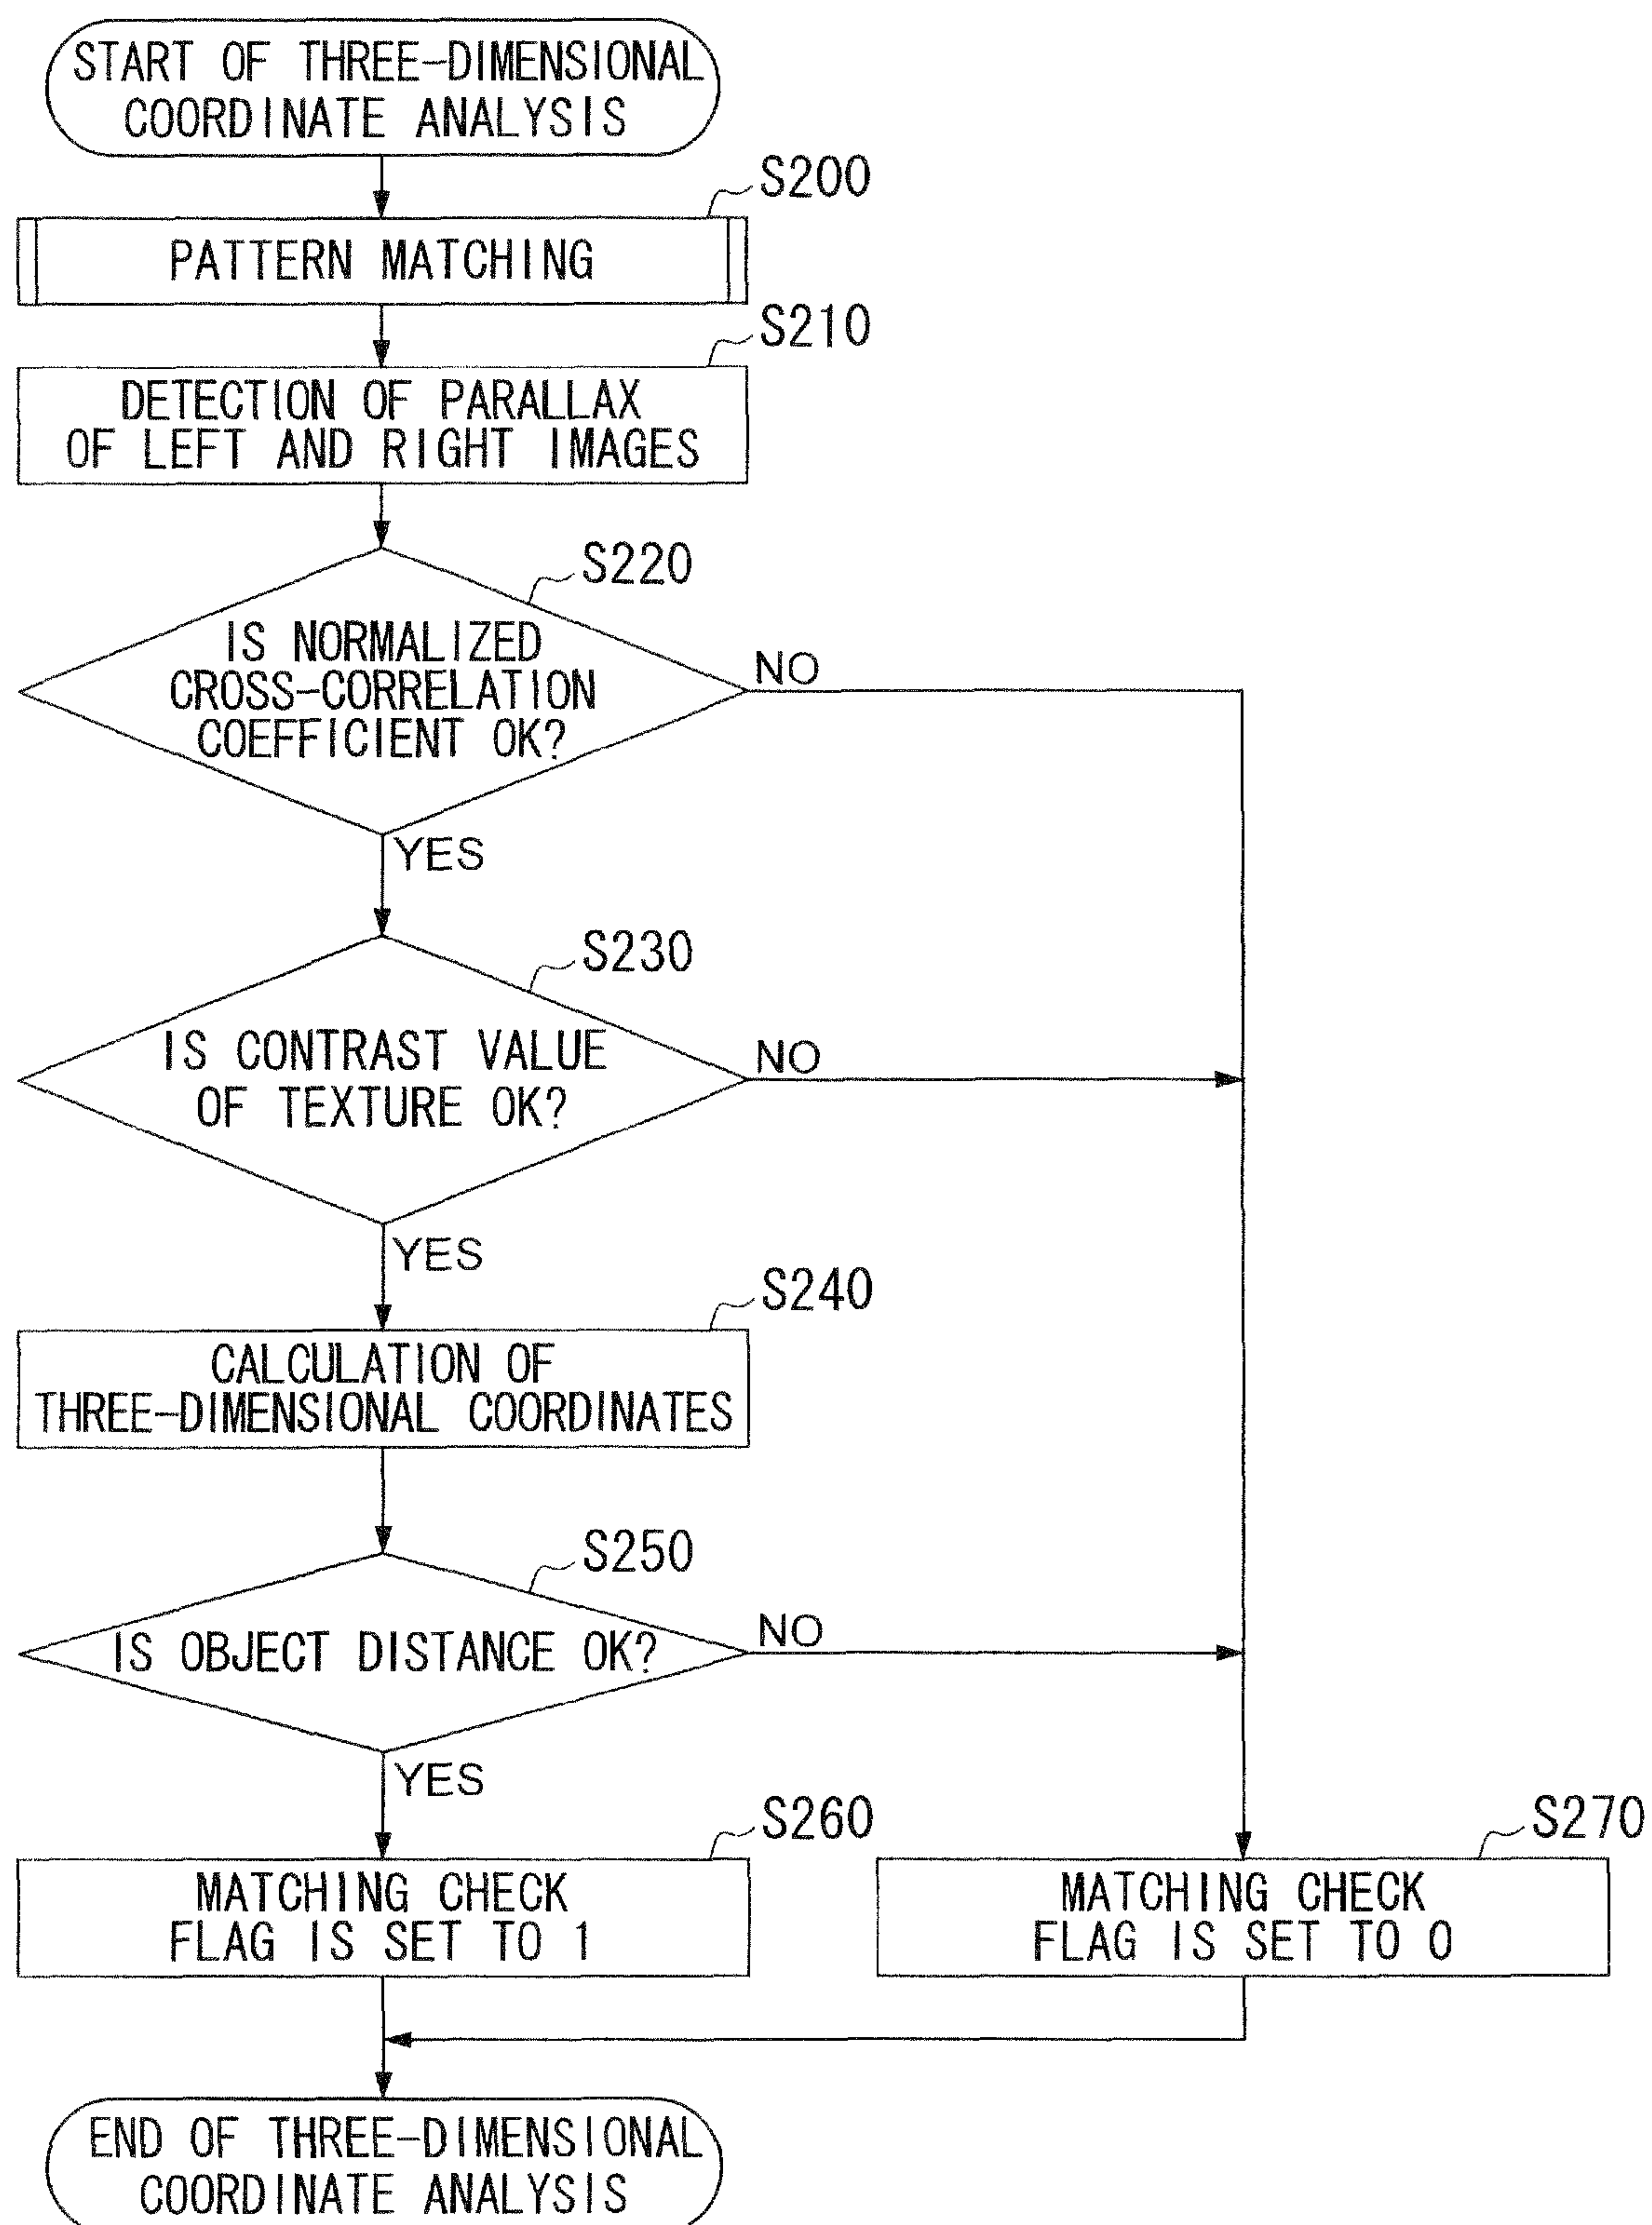 START OF THREE-DIMENSIONAL
COORDINATE ANALYSIS
S200
PATTERN MATCHING
S210
DETECTION OF PARALLAX
OF LEFT AND RIGHT IMAGES
S220
IS NORMALIZED
CROSS-CORRELATION
COEFFICIENT OK?
NO
YES
S230
IS CONTRAST VALUE
OF TEXTURE OK?
NO
YES
S240
CALCULATION OF
THREE-DIMENSIONAL COORDINATES
S250
IS OBJECT DISTANCE OK?
NO
YES
S260
MATCHING CHECK
FLAG IS SET TO 1
S270
MATCHING CHECK
FLAG IS SET TO 0
END OF THREE-DIMENSIONAL
COORDINATE ANALYSIS